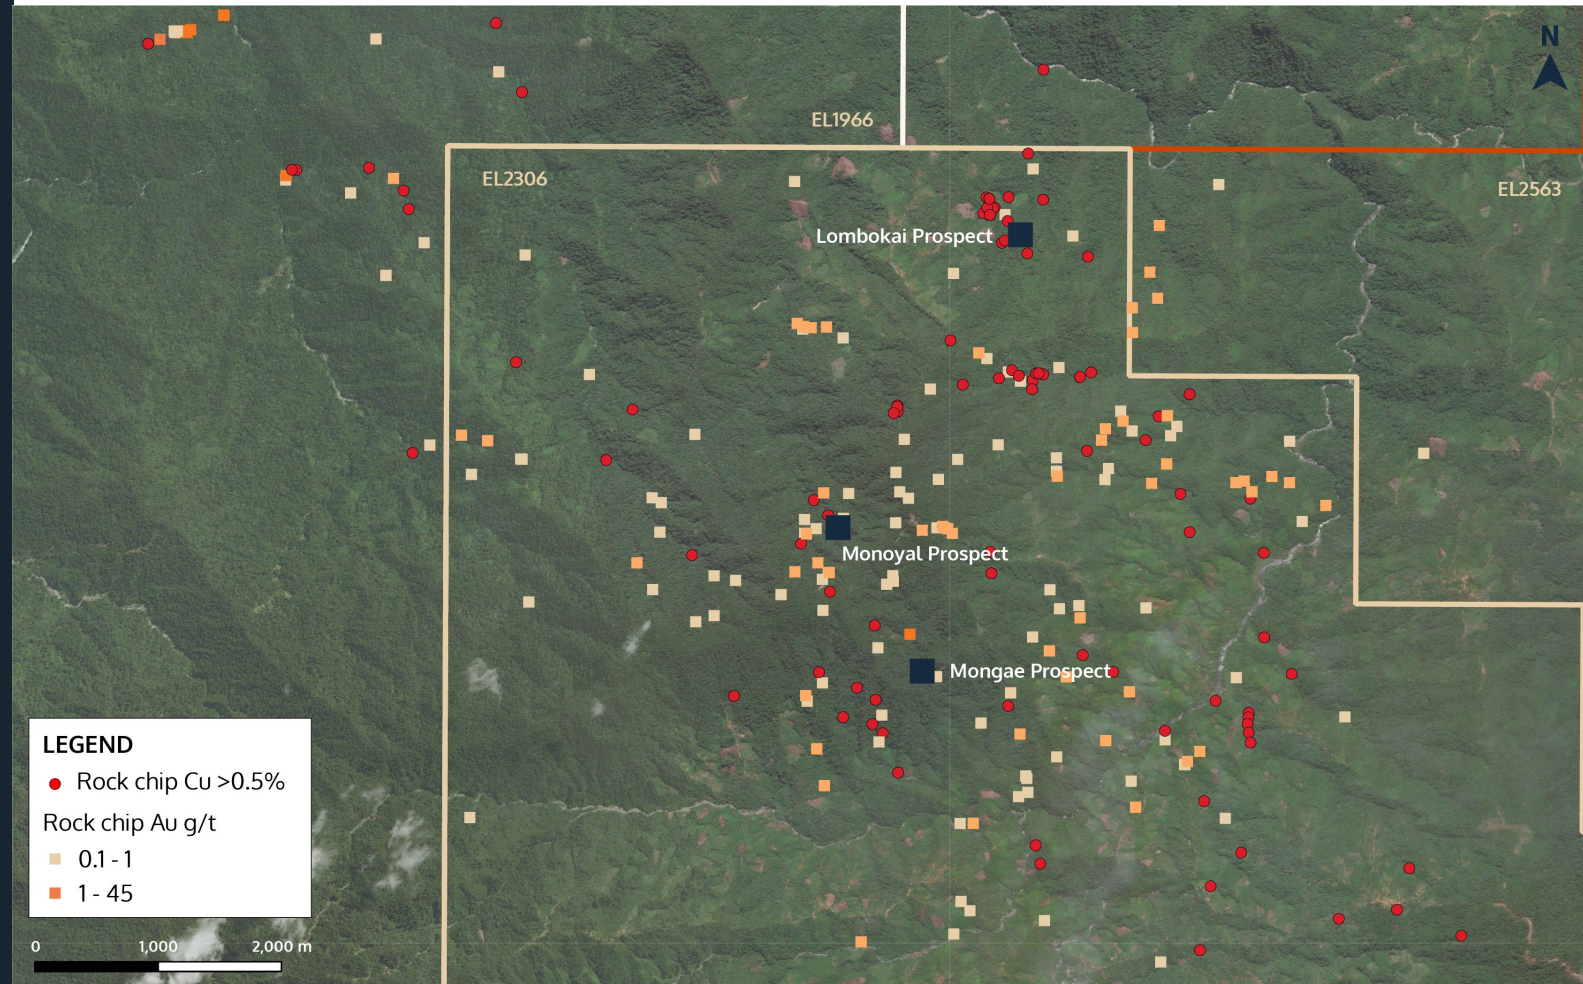 N
EL1966
EL2306
EL2563
Lombokai Prospect
Monoyal Prospect
Mongae Prospect
LEGEND
Rock chip Cu >0.5%
Rock chip Au g/t
0.1 - 1
1 - 45
0 1,000 2,000 m